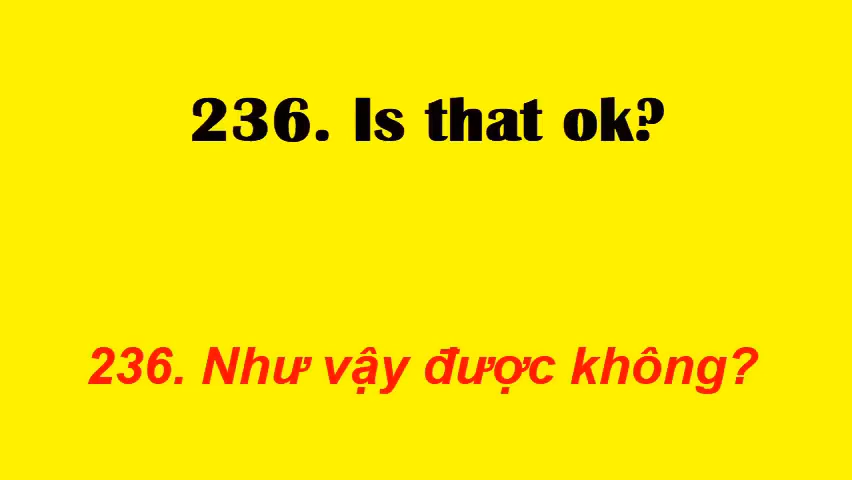 236. Is that ok?
236. Như vậy được không?